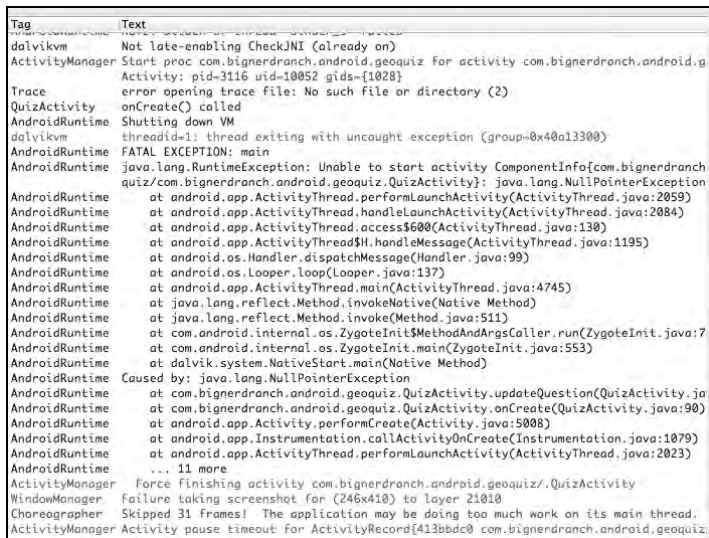 Tag Text
dalvikvm Not late-enabling CheckJNI (already on)
ActivityManager Start proc com.bignerdranch.android.geoquiz for activity com.bignerdranch.android.g
Activity: pid=3116 uid=10052 gids={1028}
Trace error opening trace file: No such file or directory (2)
QuizActivity onCreate() called
AndroidRuntime Shutting down VM
dalvikvm threadid=1: thread exiting with uncaught exception (group=0x40a13300)
AndroidRuntime FATAL EXCEPTION: main
AndroidRuntime java.lang.RuntimeException: Unable to start activity ComponentInfo{com.bignerdranch
quiz/com.bignerdranch.android.geoquiz.QuizActivity}: java.lang.NullPointerException
AndroidRuntime at android.app.ActivityThread.performLaunchActivity(ActivityThread.java:2059)
AndroidRuntime at android.app.ActivityThread.handleLaunchActivity(ActivityThread.java:2084)
AndroidRuntime at android.app.ActivityThread.access$600(ActivityThread.java:130)
AndroidRuntime at android.app.ActivityThread$H.handleMessage(ActivityThread.java:1195)
AndroidRuntime at android.os.Handler.dispatchMessage(Handler.java:99)
AndroidRuntime at android.os.Looper.loop(Looper.java:137)
AndroidRuntime at android.app.ActivityThread.main(ActivityThread.java:4745)
AndroidRuntime at java.lang.reflect.Method.invokeNative(Native Method)
AndroidRuntime at java.lang.reflect.Method.invoke(Method.java:511)
AndroidRuntime at com.android.internal.os.ZygoteInit$MethodAndArgsCaller.run(ZygoteInit.java:7
AndroidRuntime at com.android.internal.os.ZygoteInit.main(ZygoteInit.java:553)
AndroidRuntime at dalvik.system.NativeStart.main(Native Method)
AndroidRuntime Caused by: java.lang.NullPointerException
AndroidRuntime at com.bignerdranch.android.geoquiz.QuizActivity.updateQuestion(QuizActivity.ja
AndroidRuntime at com.bignerdranch.android.geoquiz.QuizActivity.onCreate(QuizActivity.java:90)
AndroidRuntime at android.app.Activity.performCreate(Activity.java:5008)
AndroidRuntime at android.app.Instrumentation.callActivityOnCreate(Instrumentation.java:1079)
AndroidRuntime at android.app.ActivityThread.performLaunchActivity(ActivityThread.java:2023)
AndroidRuntime ... 11 more
ActivityManager Force finishing activity com.bignerdranch.android.geoquiz/.QuizActivity
WindowManager Failure taking screenshot for (246x410) to layer 21010
Choreographer Skipped 31 frames! The application may be doing too much work on its main thread.
ActivityManager Activity pause timeout for ActivityRecord{413bbdc0 com.bignerdranch.android.geoquiz